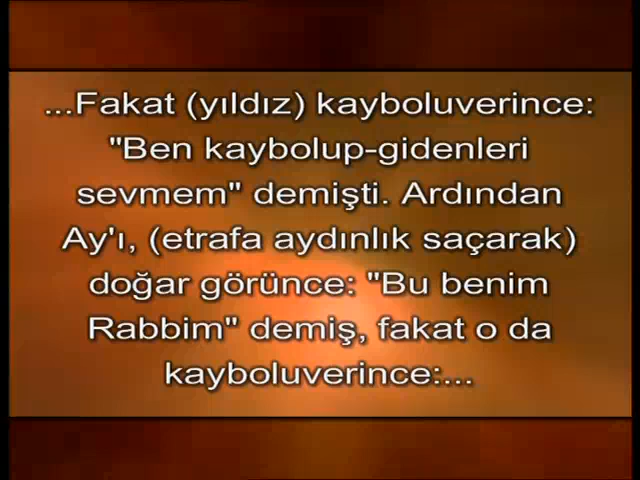 ...Fakat (yıldız) kayboluverince:
"Ben kaybolup-gidenleri
sevmem" demişti. Ardından
Ay'ı, (etrafa aydınlık saçarak)
doğar görünce: "Bu benim
Rabbim" demiş, fakat o da
kayboluverince:...